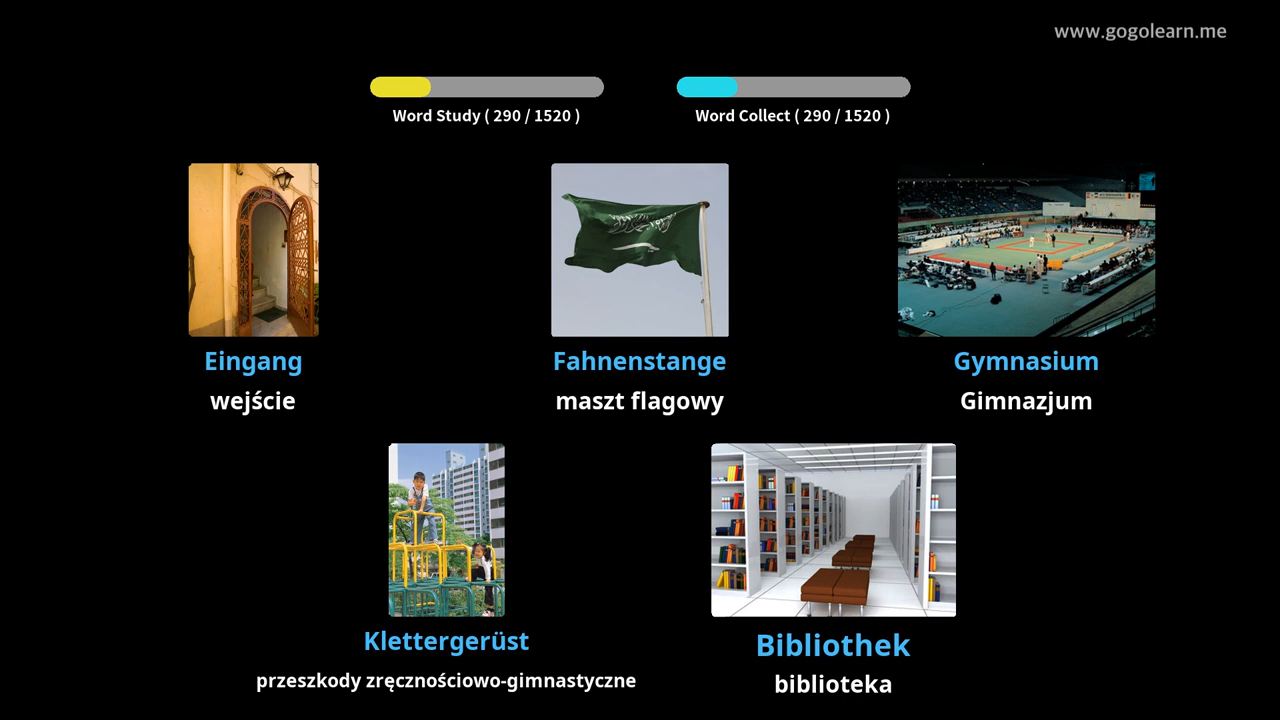 www.gogolearn.me
Word Study ( 290 / 1520 )
Word Collect ( 290 / 1520 )
Eingang
wejście
Fahnenstange
maszt flagowy
Gymnasium
Gimnazjum
Klettergerüst
przeszkody zręcznościowo-gimnastyczne
Bibliothek
biblioteka